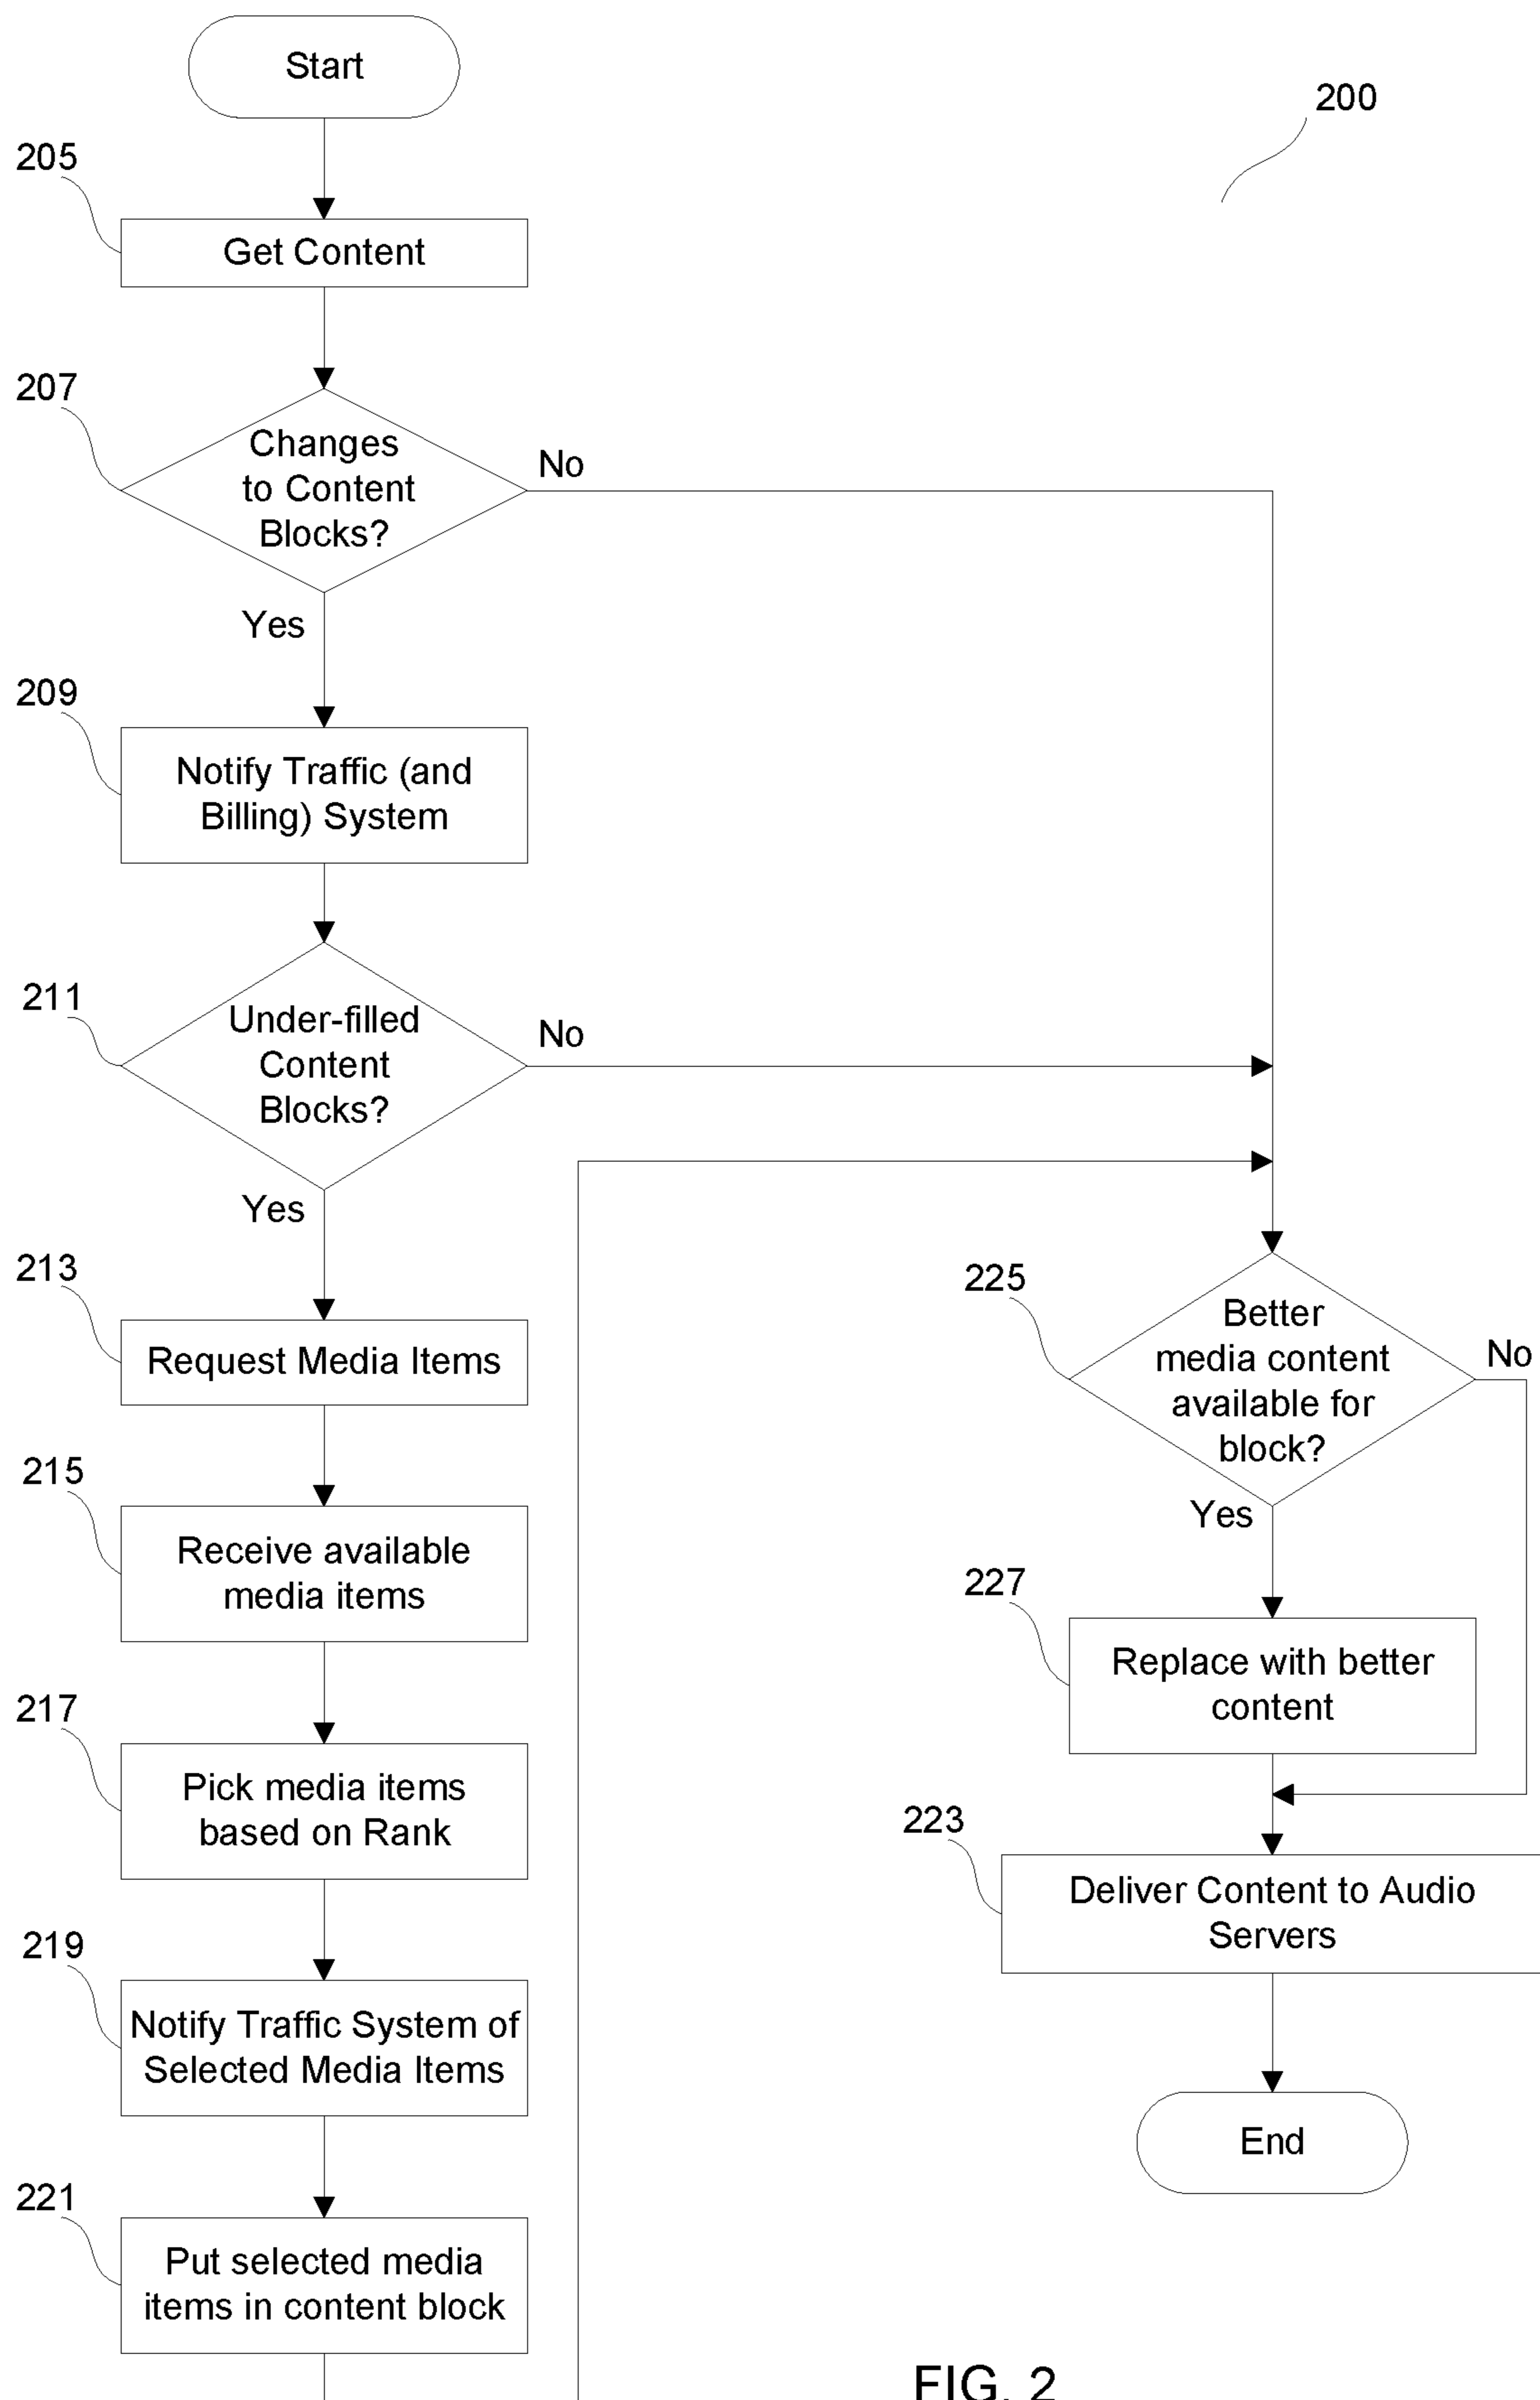 Start
200
205
Get Content
207
Changes
to Content
Blocks?
No
Yes
209
Notify Traffic (and
Billing) System
211
Under-filled
Content
Blocks?
No
Yes
213
Request Media Items
215
Receive available
media items
217
Pick media items
based on Rank
219
Notify Traffic System of
Selected Media Items
221
Put selected media
items in content block
225
Better
media content
available for
block?
No
Yes
227
Replace with better
content
223
Deliver Content to Audio
Servers
End
FIG. 2